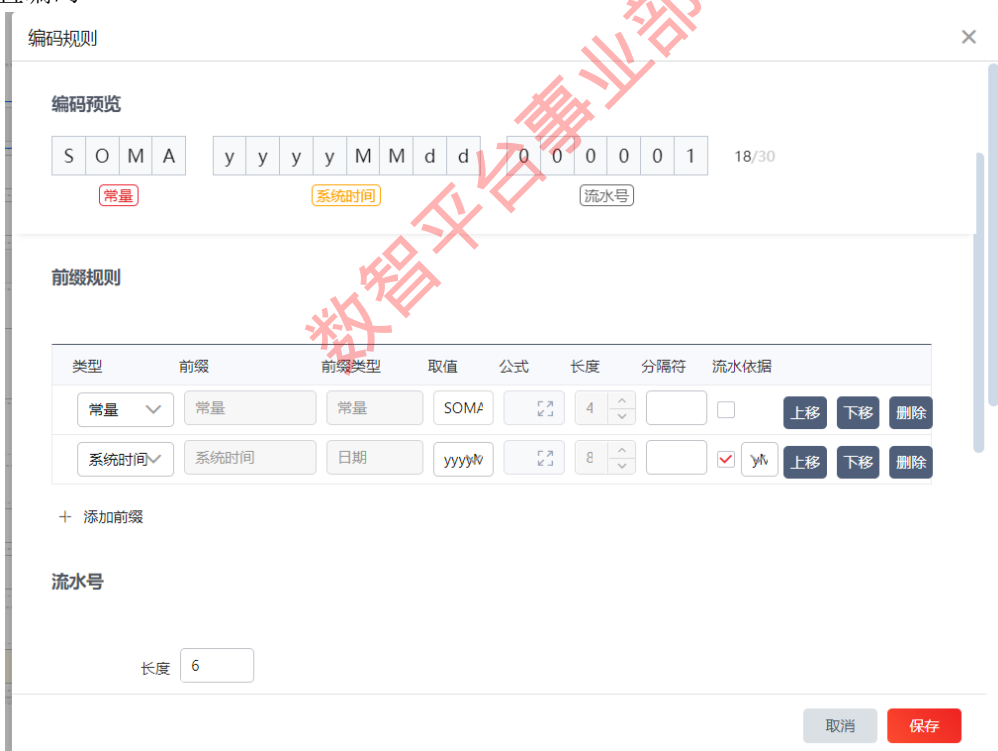 编码规则
编码预览
S O M A y y y y M M d d 0 0 0 0 0 1 18/30
常量 系统时间 流水号
前缀规则
类型 前缀 前缀类型 取值 公式 长度 分隔符 流水依据
常量 常量 常量 SOMA 4 上移 下移 删除
系统时间 系统时间 日期 8 上移 下移 删除
+ 添加前缀
流水号
长度 6
取消 保存
数智平台事业部